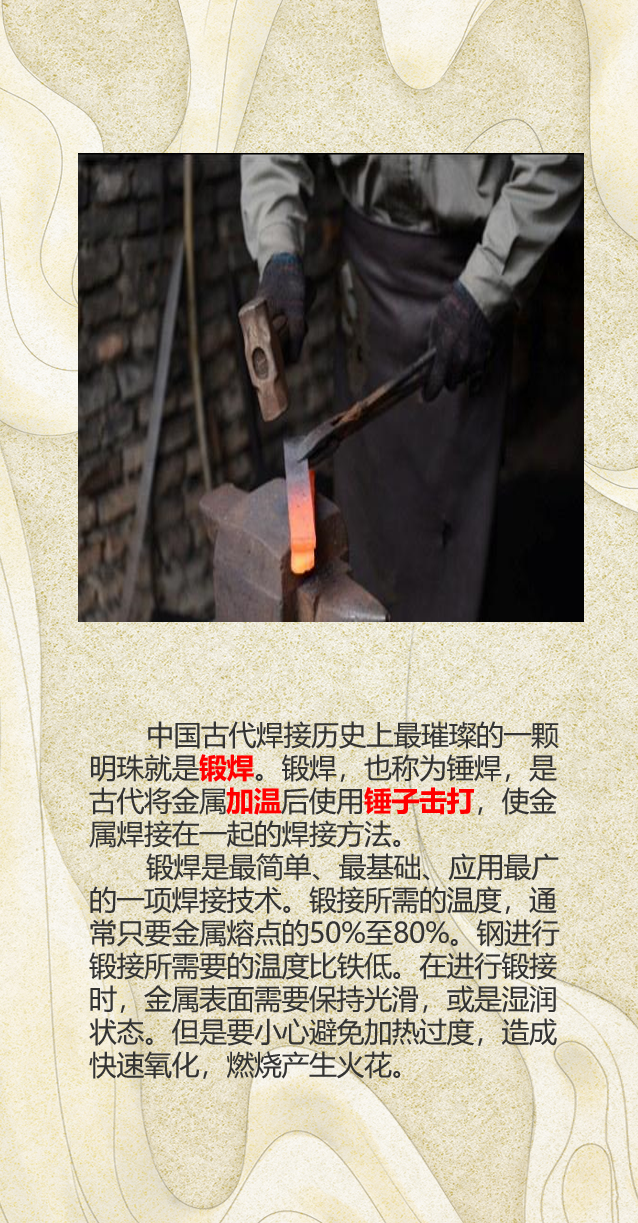 中国古代焊接历史上最璀璨的一颗
明珠就是锻焊。锻焊，也称为锤焊，是
古代将金属加温后使用锤子击打，使金
属焊接在一起的焊接方法。
锻焊是最简单、最基础、应用最广
的一项焊接技术。锻接所需的温度，通
常只要金属熔点的50%至80%。钢进行
锻接所需要的温度比铁低。在进行锻接
时，金属表面需要保持光滑，或是湿润
状态。但是要小心避免加热过度，造成
快速氧化，燃烧产生火花。